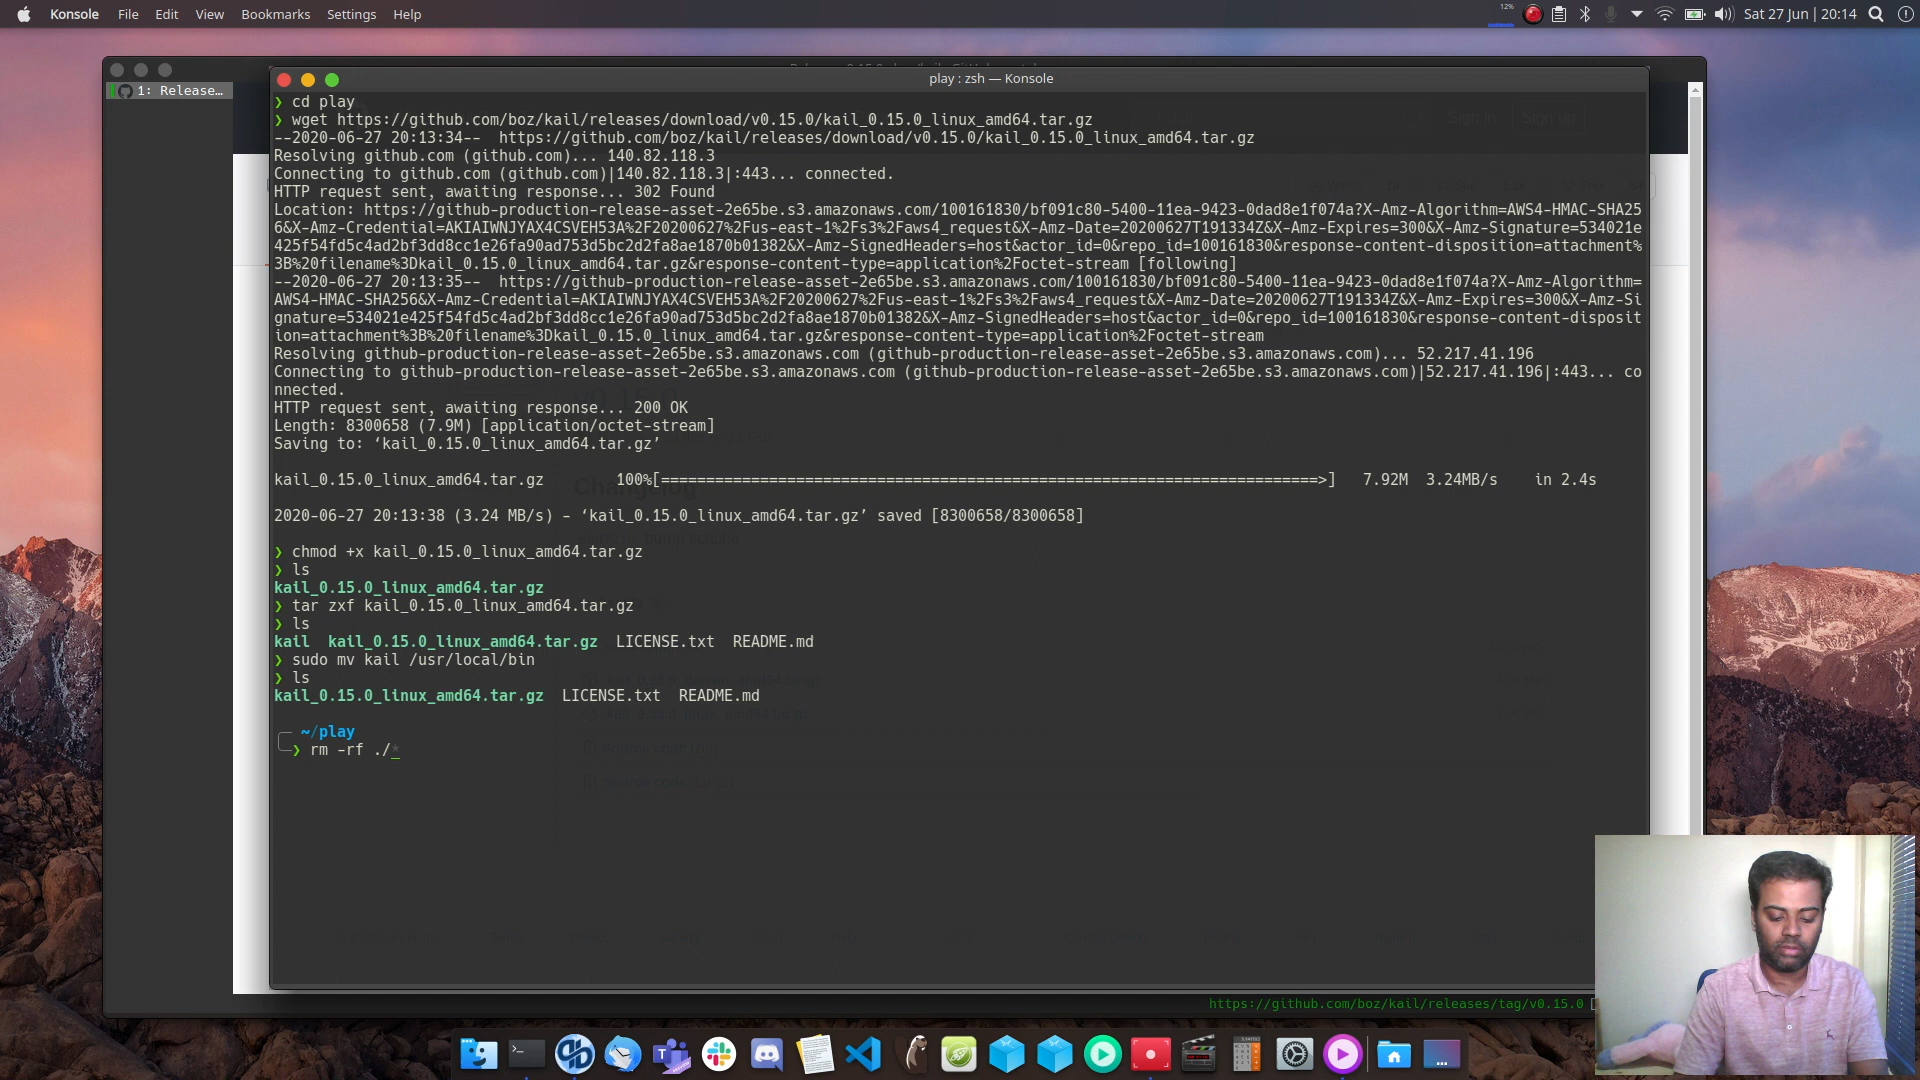 Konsole File Edit View Bookmarks Settings Help
12%
Sat 27 Jun | 20:14
1: Release…
play : zsh — Konsole
❯ cd play
❯ wget https://github.com/boz/kail/releases/download/v0.15.0/kail_0.15.0_linux_amd64.tar.gz
--2020-06-27 20:13:34--  https://github.com/boz/kail/releases/download/v0.15.0/kail_0.15.0_linux_amd64.tar.gz
Resolving github.com (github.com)... 140.82.118.3
Connecting to github.com (github.com)|140.82.118.3|:443... connected.
HTTP request sent, awaiting response... 302 Found
Location: https://github-production-release-asset-2e65be.s3.amazonaws.com/100161830/bf091c80-5400-11ea-9423-0dad8e1f074a?X-Amz-Algorithm=AWS4-HMAC-SHA25
6&X-Amz-Credential=AKIAIWNJYAX4CSVEH53A%2F20200627%2Fus-east-1%2Fs3%2Faws4_request&X-Amz-Date=20200627T191334Z&X-Amz-Expires=300&X-Amz-Signature=534021e
425f54fd5c4ad2bf3dd8cc1e26fa90ad753d5bc2d2fa8ae1870b01382&X-Amz-SignedHeaders=host&actor_id=0&repo_id=100161830&response-content-disposition=attachment%
3B%20filename%3Dkail_0.15.0_linux_amd64.tar.gz&response-content-type=application%2Foctet-stream [following]
--2020-06-27 20:13:35--  https://github-production-release-asset-2e65be.s3.amazonaws.com/100161830/bf091c80-5400-11ea-9423-0dad8e1f074a?X-Amz-Algorithm=
AWS4-HMAC-SHA256&X-Amz-Credential=AKIAIWNJYAX4CSVEH53A%2F20200627%2Fus-east-1%2Fs3%2Faws4_request&X-Amz-Date=20200627T191334Z&X-Amz-Expires=300&X-Amz-Si
gnature=534021e425f54fd5c4ad2bf3dd8cc1e26fa90ad753d5bc2d2fa8ae1870b01382&X-Amz-SignedHeaders=host&actor_id=0&repo_id=100161830&response-content-disposit
ion=attachment%3B%20filename%3Dkail_0.15.0_linux_amd64.tar.gz&response-content-type=application%2Foctet-stream
Resolving github-production-release-asset-2e65be.s3.amazonaws.com (github-production-release-asset-2e65be.s3.amazonaws.com)... 52.217.41.196
Connecting to github-production-release-asset-2e65be.s3.amazonaws.com (github-production-release-asset-2e65be.s3.amazonaws.com)|52.217.41.196|:443... co
nnected.
HTTP request sent, awaiting response... 200 OK
Length: 8300658 (7.9M) [application/octet-stream]
Saving to: ‘kail_0.15.0_linux_amd64.tar.gz’
kail_0.15.0_linux_amd64.tar.gz        100%[=========================================================================>]   7.92M  3.24MB/s    in 2.4s
2020-06-27 20:13:38 (3.24 MB/s) - ‘kail_0.15.0_linux_amd64.tar.gz’ saved [8300658/8300658]
❯ chmod +x kail_0.15.0_linux_amd64.tar.gz
❯ ls
kail_0.15.0_linux_amd64.tar.gz
❯ tar zxf kail_0.15.0_linux_amd64.tar.gz
❯ ls
kail  kail_0.15.0_linux_amd64.tar.gz  LICENSE.txt  README.md
❯ sudo mv kail /usr/local/bin
❯ ls
kail_0.15.0_linux_amd64.tar.gz  LICENSE.txt  README.md
~/play
❯ rm -rf ./*
https://github.com/boz/kail/releases/tag/v0.15.0